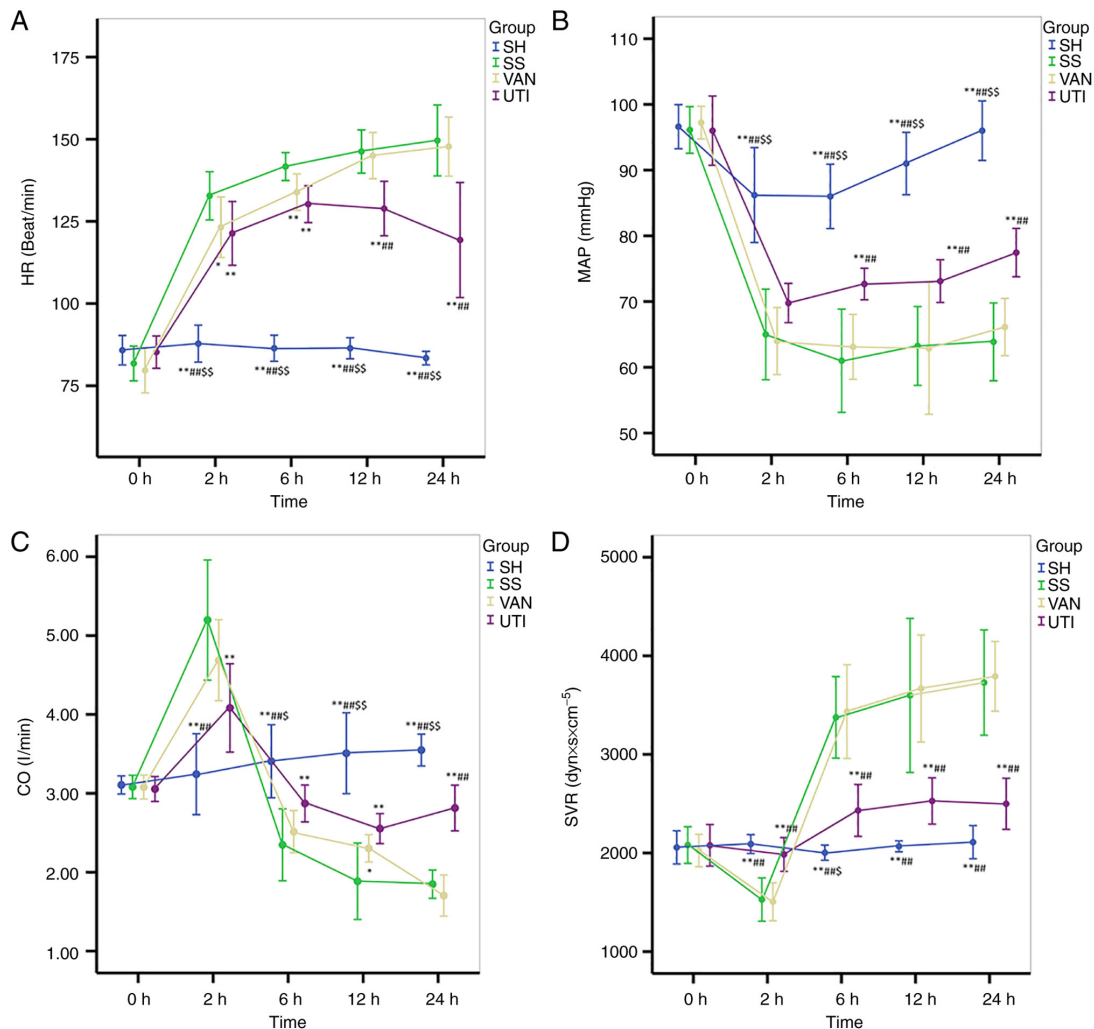 A
Group
SH
SS
VAN
UTI
HR (Beat/min)
175
150
125
100
75
*
**
**
**
**##
**##
**##$$
**##$$
**##$$
**##$$
0 h
2 h
6 h
12 h
24 h
Time
B
Group
SH
SS
VAN
UTI
MAP (mmHg)
110
100
90
80
70
60
50
**##$$
**##$$
**##$$
**##$$
**##
**##
**##
0 h
2 h
6 h
12 h
24 h
Time
C
Group
SH
SS
VAN
UTI
CO (l/min)
6.00
5.00
4.00
3.00
2.00
1.00
**
**##
**##$
**##$$
**##$$
**
**
**##
*
0 h
2 h
6 h
12 h
24 h
Time
D
Group
SH
SS
VAN
UTI
SVR (dyn×s×cm⁻⁵)
5000
4000
3000
2000
1000
**##
**##
**##
**##
**##
**##$
**##
**##
0 h
2 h
6 h
12 h
24 h
Time